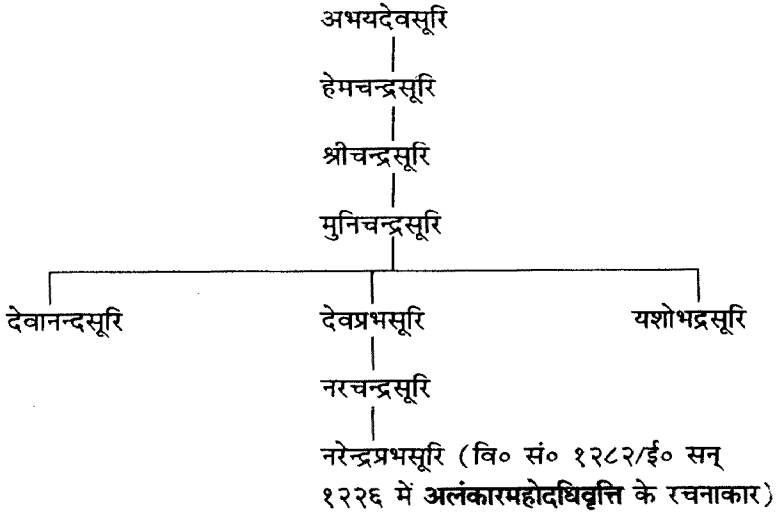 अभयदेवसूरि
हेमचन्द्रसूरि
श्रीचन्द्रसूरि
मुनिचन्द्रसूरि
देवानन्दसूरि देवप्रभसूरि यशोभद्रसूरि
नरचन्द्रसूरि
नरेन्द्रप्रभसूरि (वि० सं० १२८२/ई० सन्
१२२६ में अलंकारमहोदधिवृत्ति के रचनाकार)